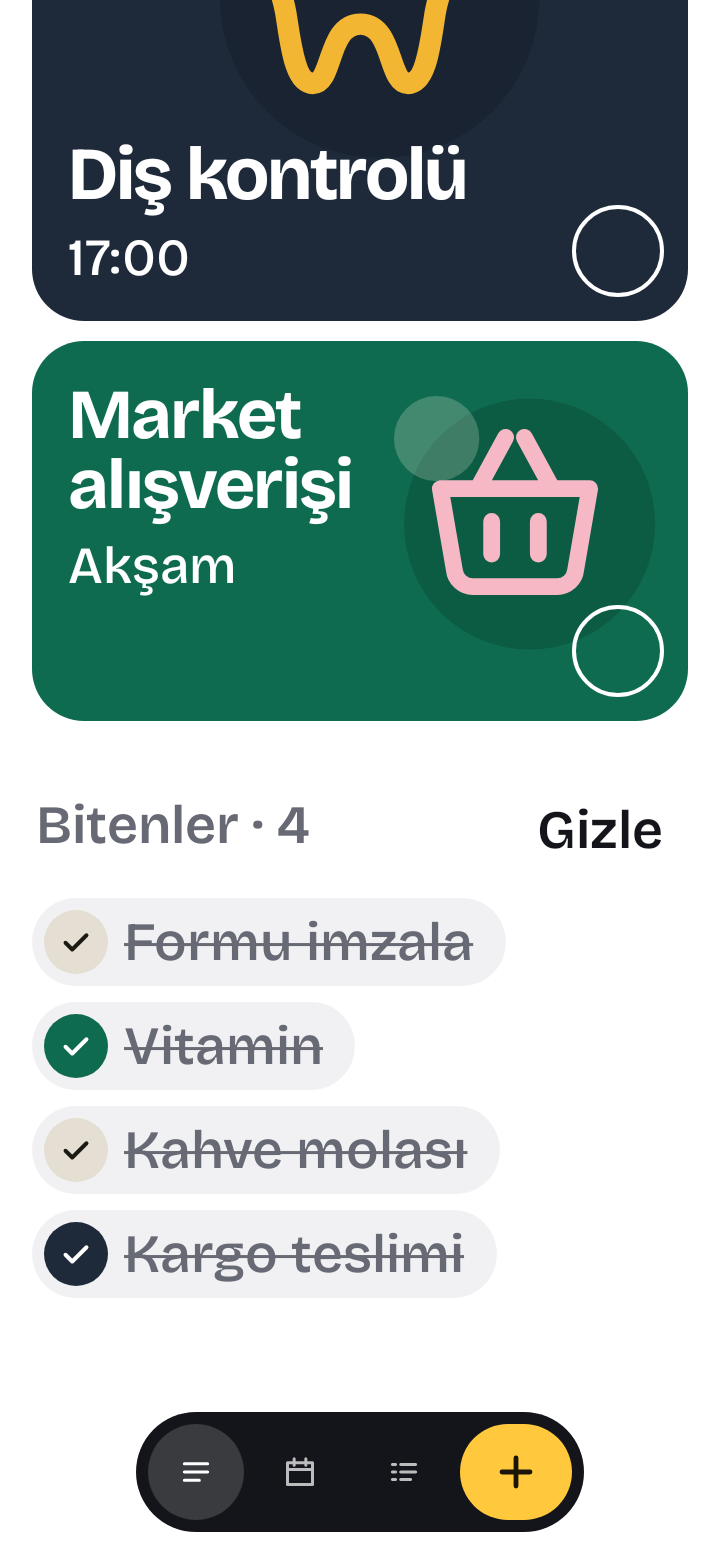 Diş kontrolü
17:00
Market
alışverişi
Akşam
Bitenler · 4
Gizle
Formu imzala
Vitamin
Kahve molası
Kargo teslimi